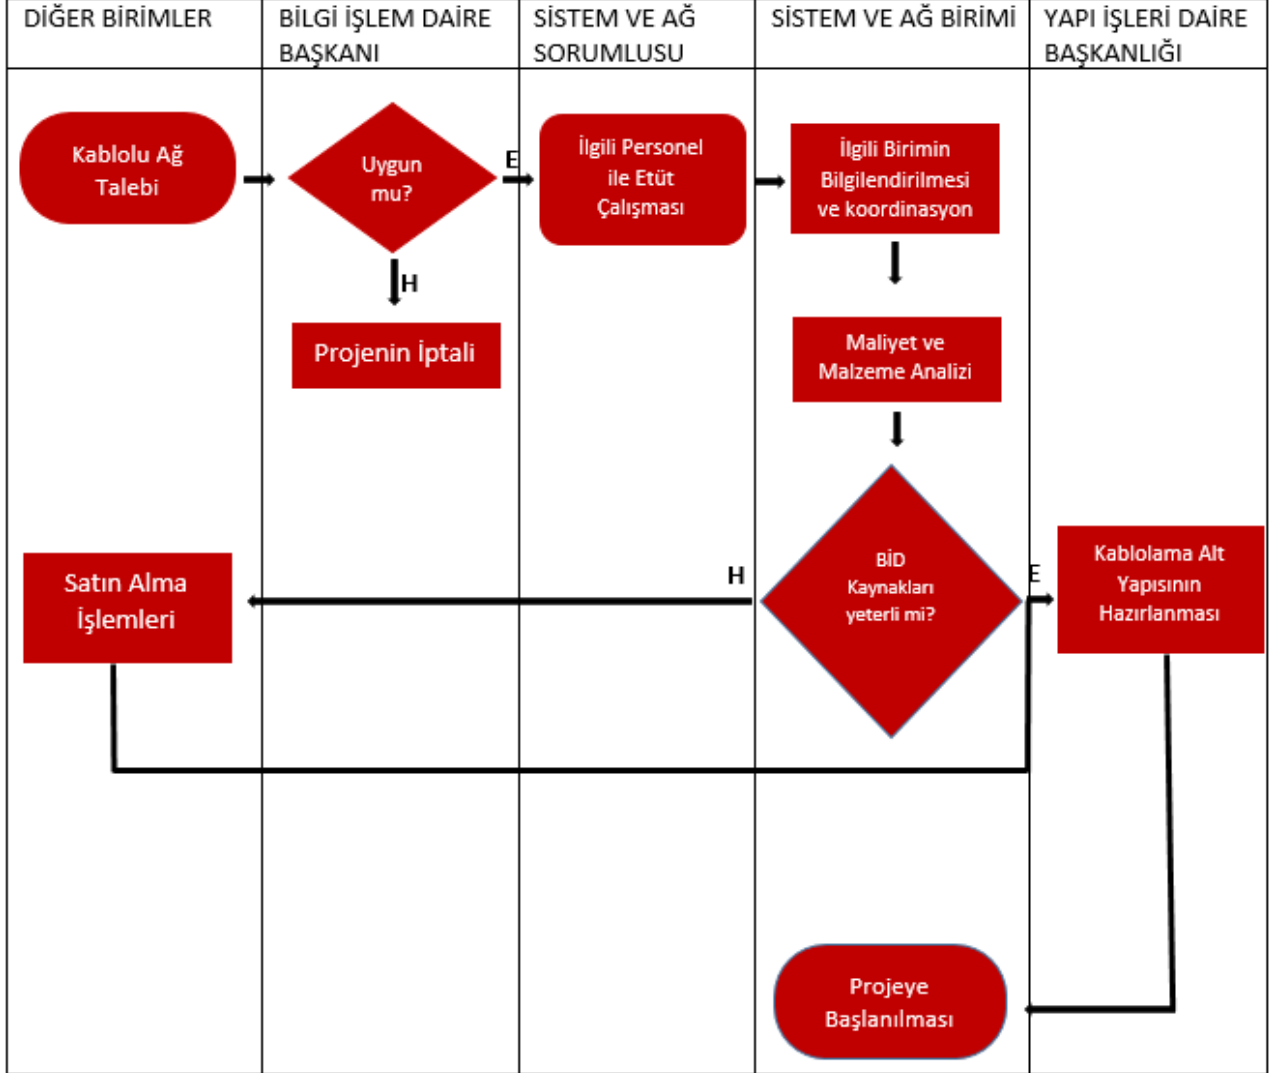 DİĞER BİRİMLER
BİLGİ İŞLEM DAİRE
BAŞKANI
SİSTEM VE AĞ
SORUMLUSU
SİSTEM VE AĞ BİRİMİ
YAPI İŞLERİ DAİRE
BAŞKANLIĞI
Kablolu Ağ
Talebi
Uygun
mu?
E
İlgili Personel
ile Etüt
Çalışması
İlgili Birimin
Bilgilendirilmesi
ve koordinasyon
H
Projenin İptali
Maliyet ve
Malzeme Analizi
Satın Alma
İşlemleri
H
BİD
Kaynakları
yeterli mi?
E
Kablolama Alt
Yapısının
Hazırlanması
Projeye
Başlanılması